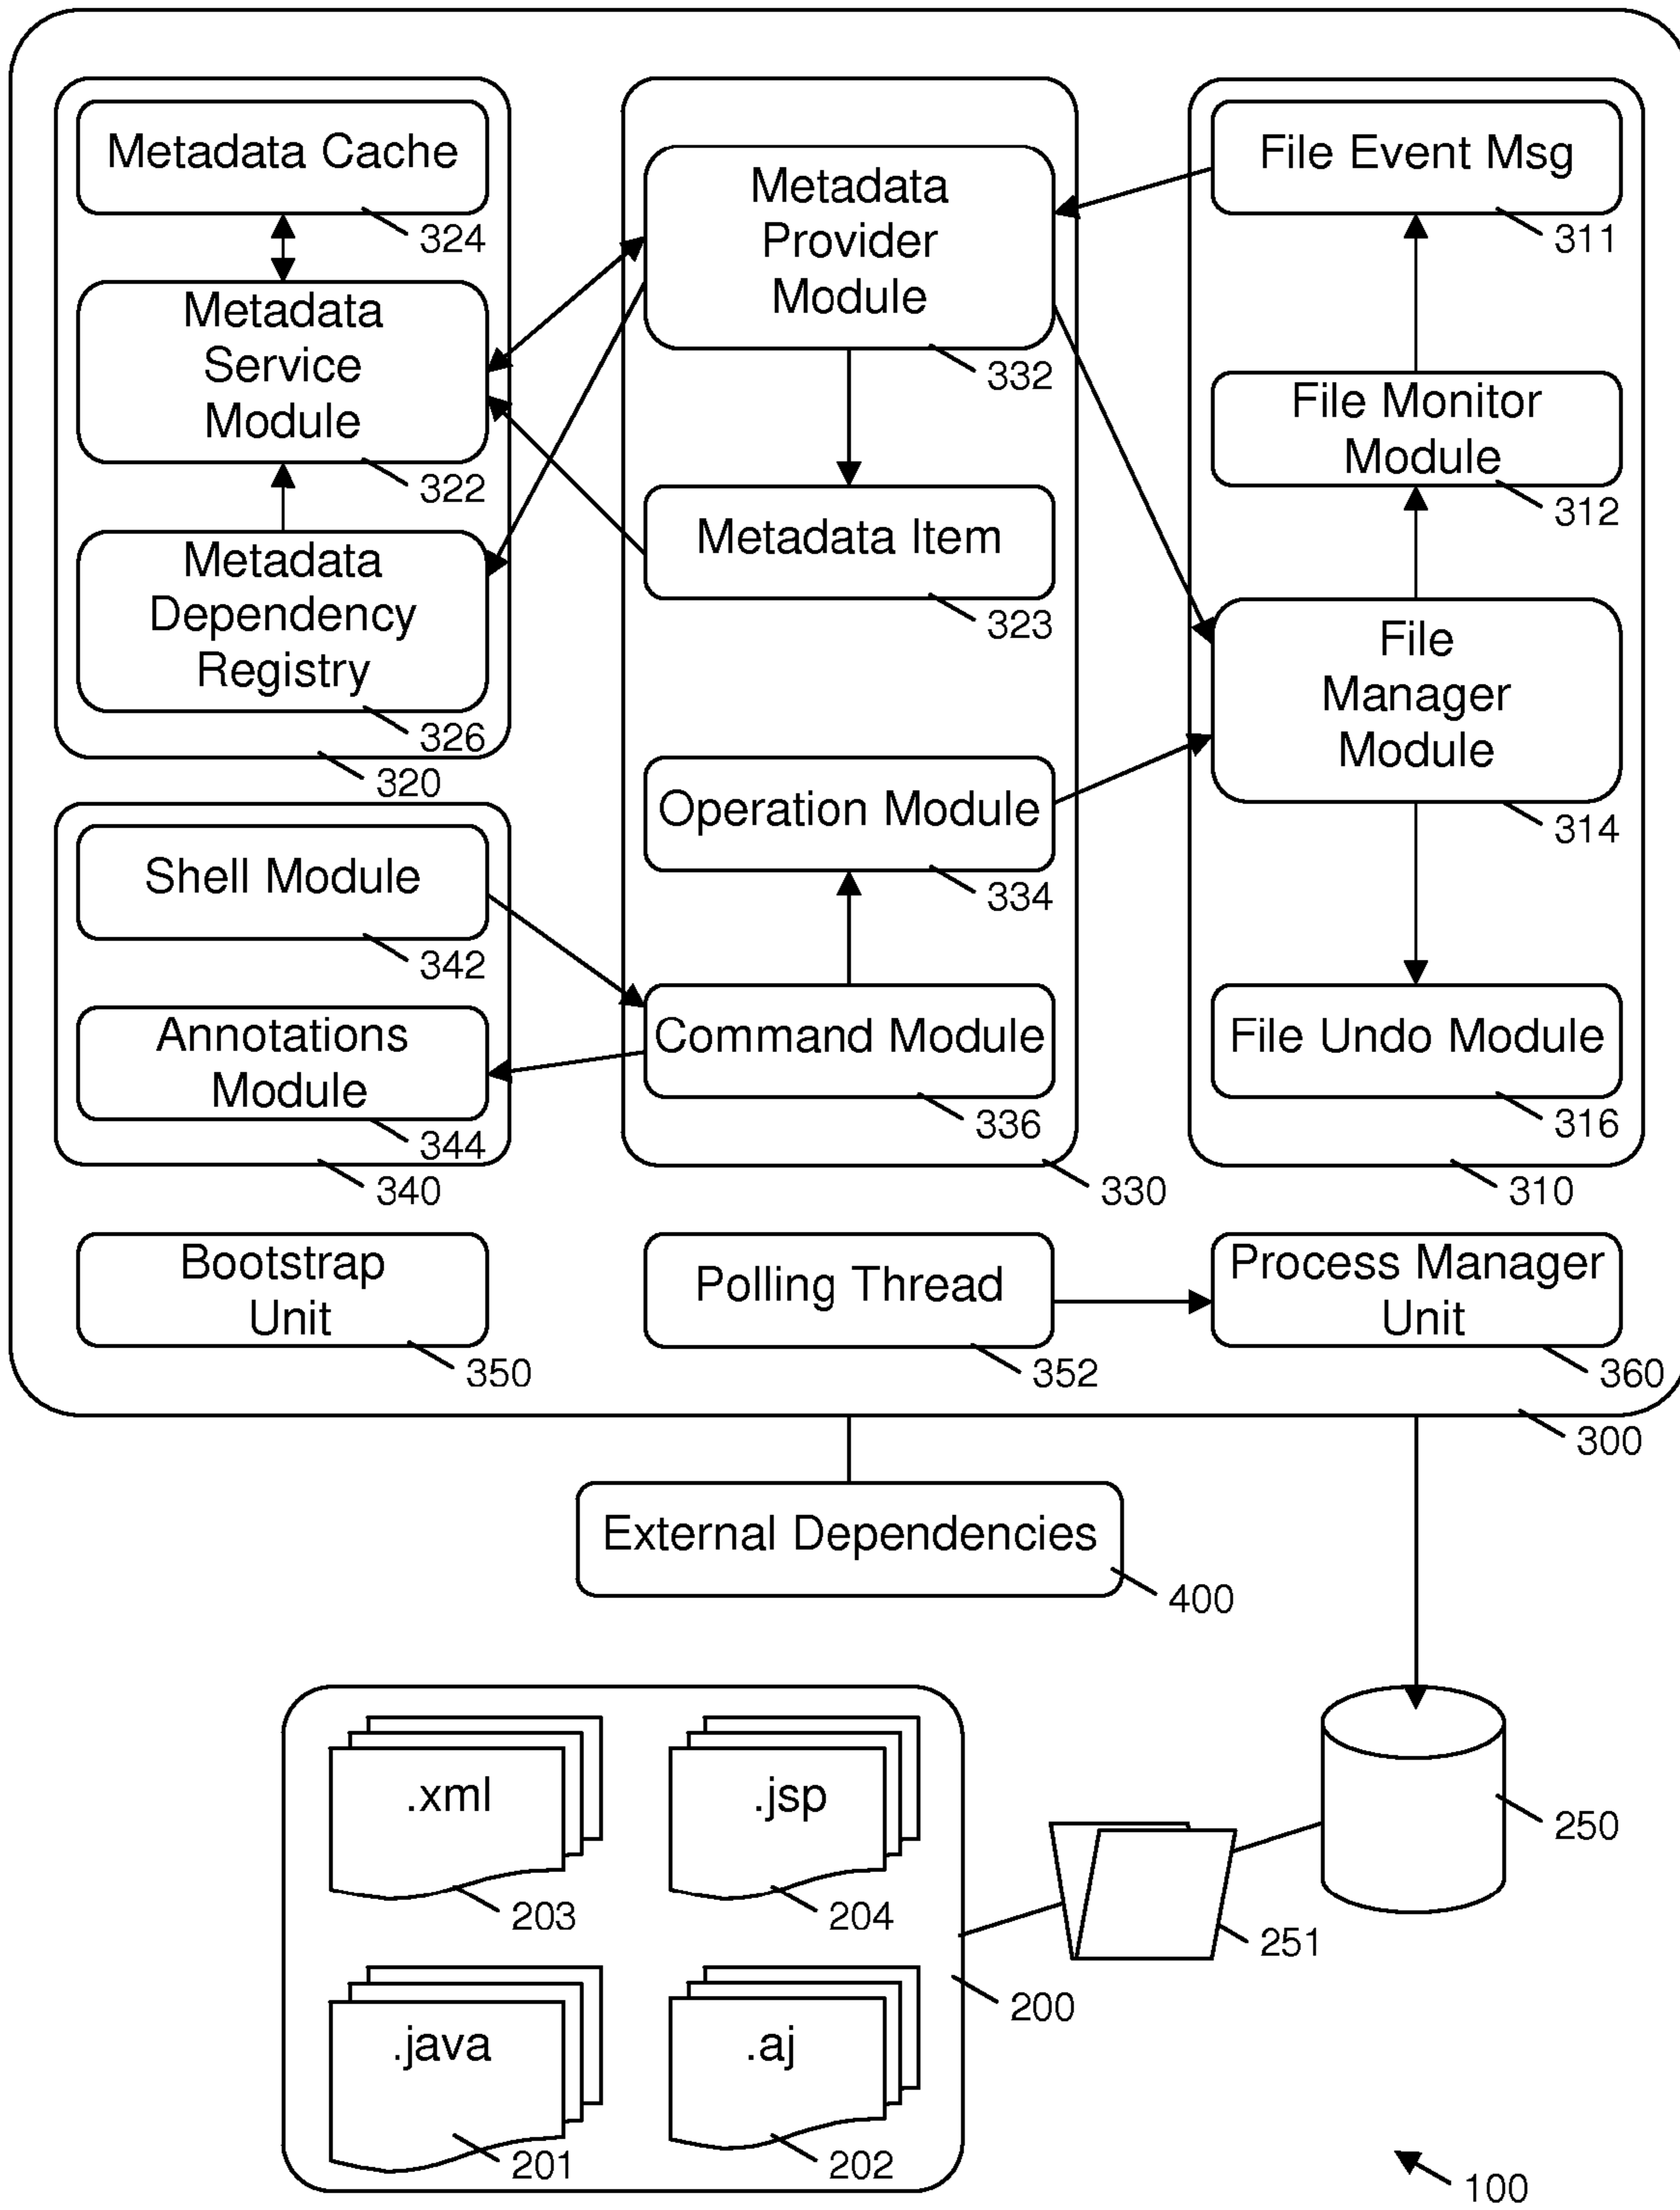 Metadata Cache
324
Metadata
Service
Module
322
Metadata
Dependency
Registry
326
320
Shell Module
342
Annotations
Module
344
340
Metadata
Provider
Module
332
Metadata Item
323
Operation Module
334
Command Module
336
330
File Event Msg
311
File Monitor
Module
312
File
Manager
Module
314
File Undo Module
316
310
Bootstrap
Unit
350
Polling Thread
352
Process Manager
Unit
360
300
External Dependencies
400
.xml
203
.jsp
204
.java
201
.aj
202
200
251
250
100